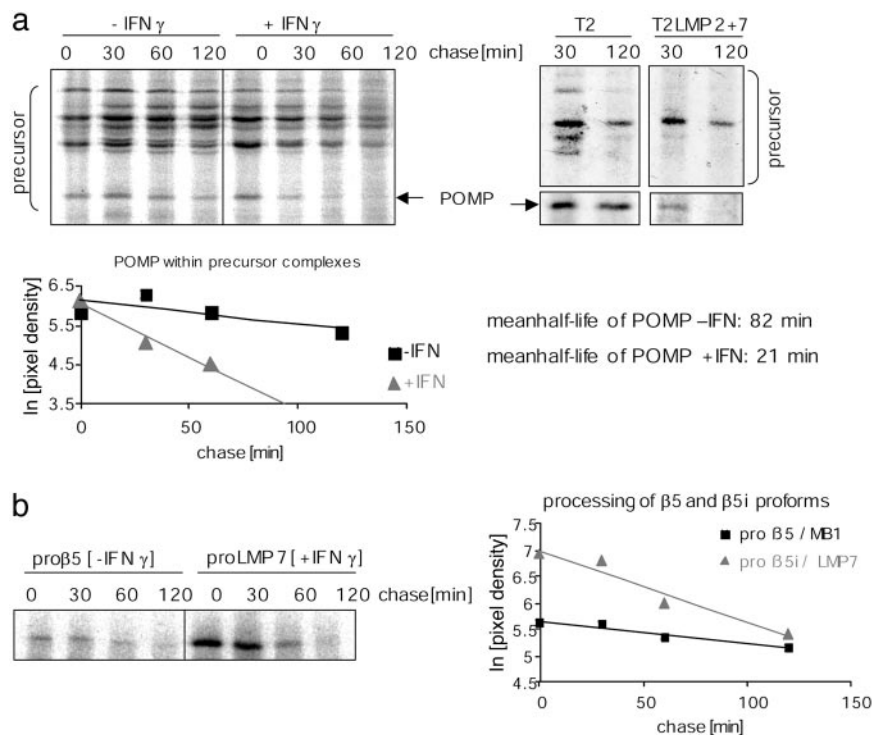 a
- IFN γ + IFN γ
0 30 60 120 0 30 60 120 chase [min]
precursor
POMP
T2 T2LMP 2+7
30 120 30 120
precursor
POMP within precursor complexes
ln [pixel density]
6.5
5.5
4.5
3.5
0 50 100 150
chase [min]
-IFN
+IFN
meanhalf-life of POMP –IFN: 82 min
meanhalf-life of POMP +IFN: 21 min
b
proβ5 [-IFN γ] proLMP7 [+IFN γ]
0 30 60 120 0 30 60 120 chase [min]
processing of β5 and β5i proforms
ln [pixel density]
7.5
7
6.5
6
5.5
5
4.5
pro ß5 / MB1
pro ß5i / LMP7
0 50 100 150
chase [min]